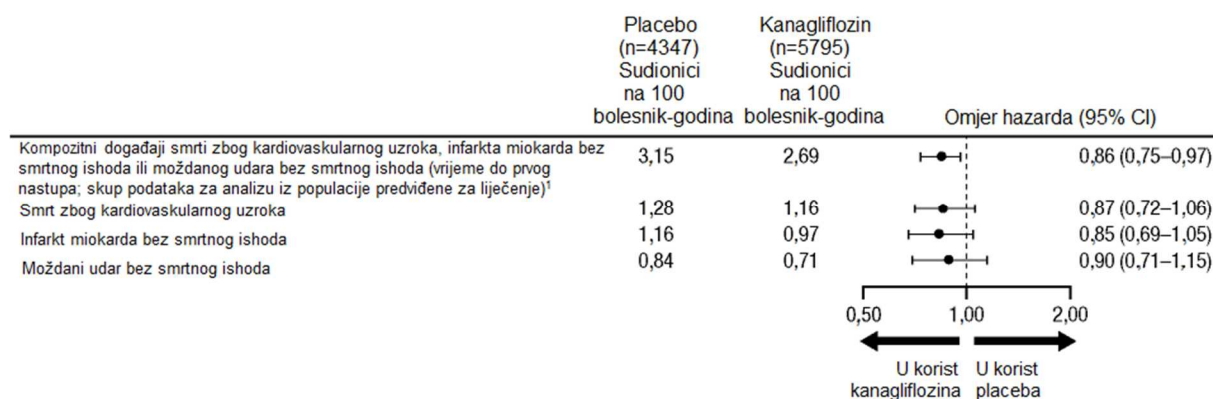 Placebo
(n=4347)
Sudionici
na 100
bolesnik-godina
Kanagliflozin
(n=5795)
Sudionici
na 100
bolesnik-godina
Omjer hazarda (95% CI)
Kompozitni događaji smrti zbog kardiovaskularnog uzroka, infarkta miokarda bez
smrtnog ishoda ili moždanog udara bez smrtnog ishoda (vrijeme do prvog
nastupa; skup podataka za analizu iz populacije predviđene za liječenje)¹
3,15 2,69 0,86 (0,75–0,97)
Smrt zbog kardiovaskularnog uzroka 1,28 1,16 0,87 (0,72–1,06)
Infarkt miokarda bez smrtnog ishoda 1,16 0,97 0,85 (0,69–1,05)
Moždani udar bez smrtnog ishoda 0,84 0,71 0,90 (0,71–1,15)
0,50 1,00 2,00
U korist
kanagliflozina
U korist
placeba